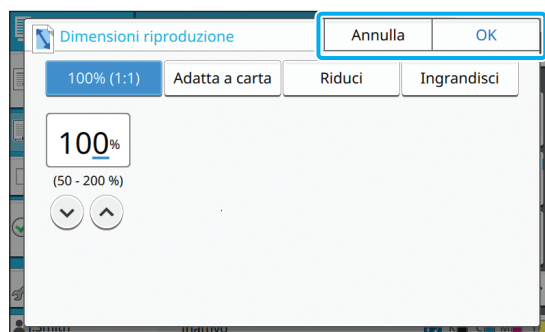 Dimensioni riproduzione
Annulla
OK
100% (1:1)
Adatta a carta
Riduci
Ingrandisci
100%
(50 - 200 %)